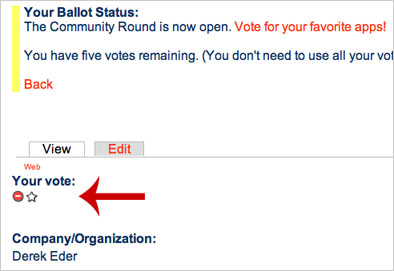 Your Ballot Status:
The Community Round is now open. Vote for your favorite apps!
You have five votes remaining. (You don't need to use all your
Back
View Edit
Web
Your vote:
Company/Organization:
Derek Eder